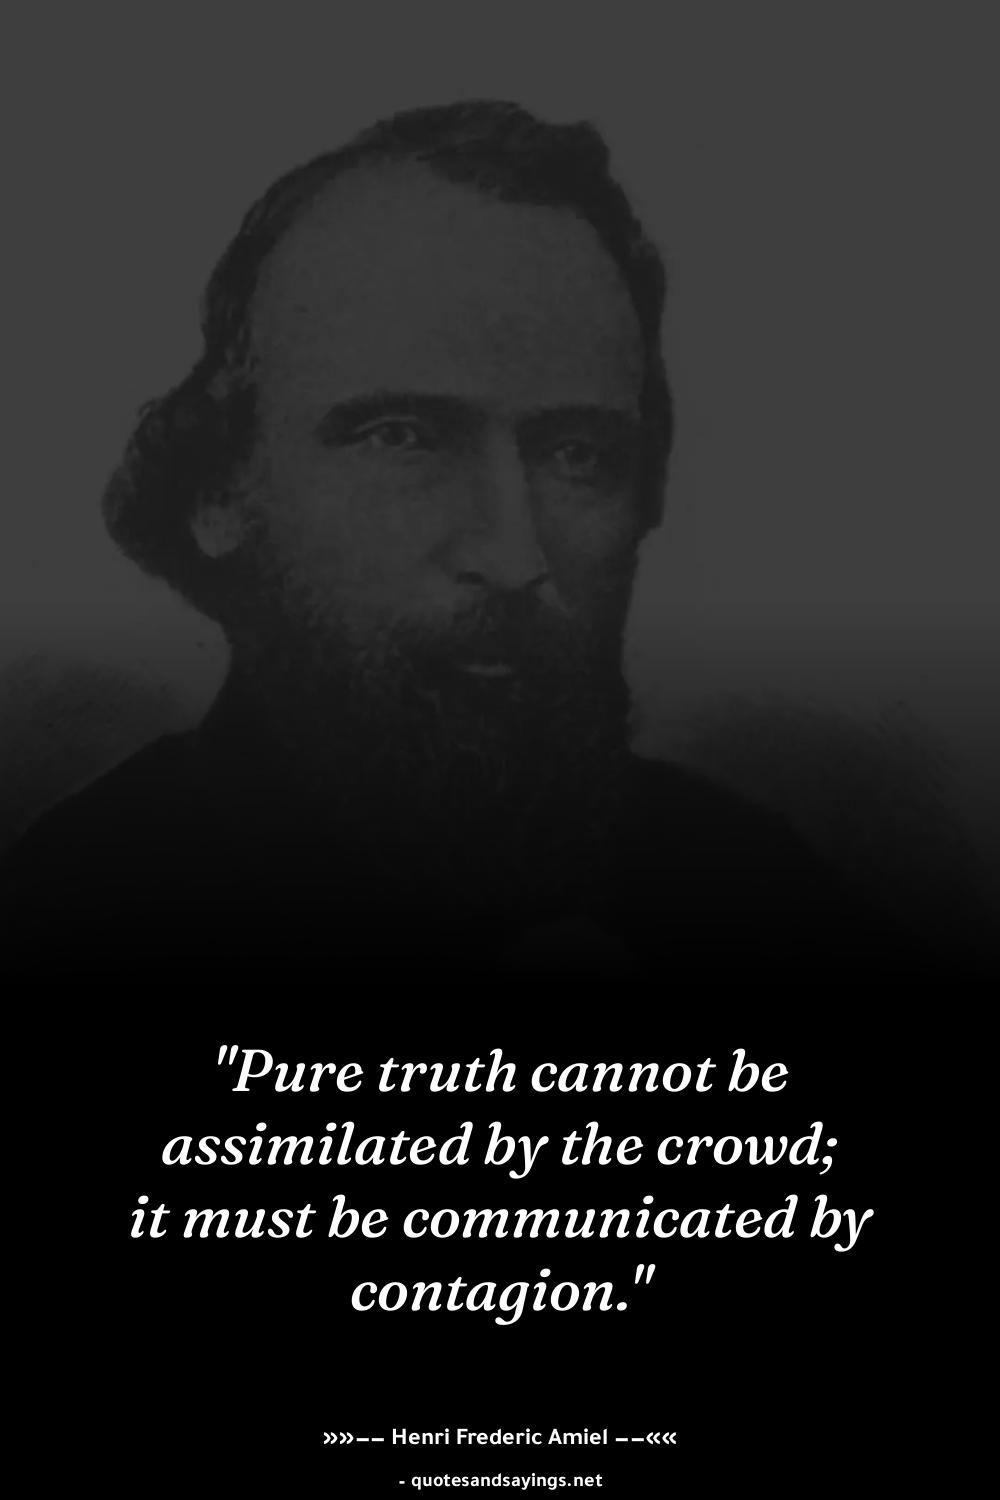 "Pure truth cannot be
assimilated by the crowd;
it must be communicated by
contagion."
»»−− Henri Frederic Amiel −−««
- quotesandsayings.net